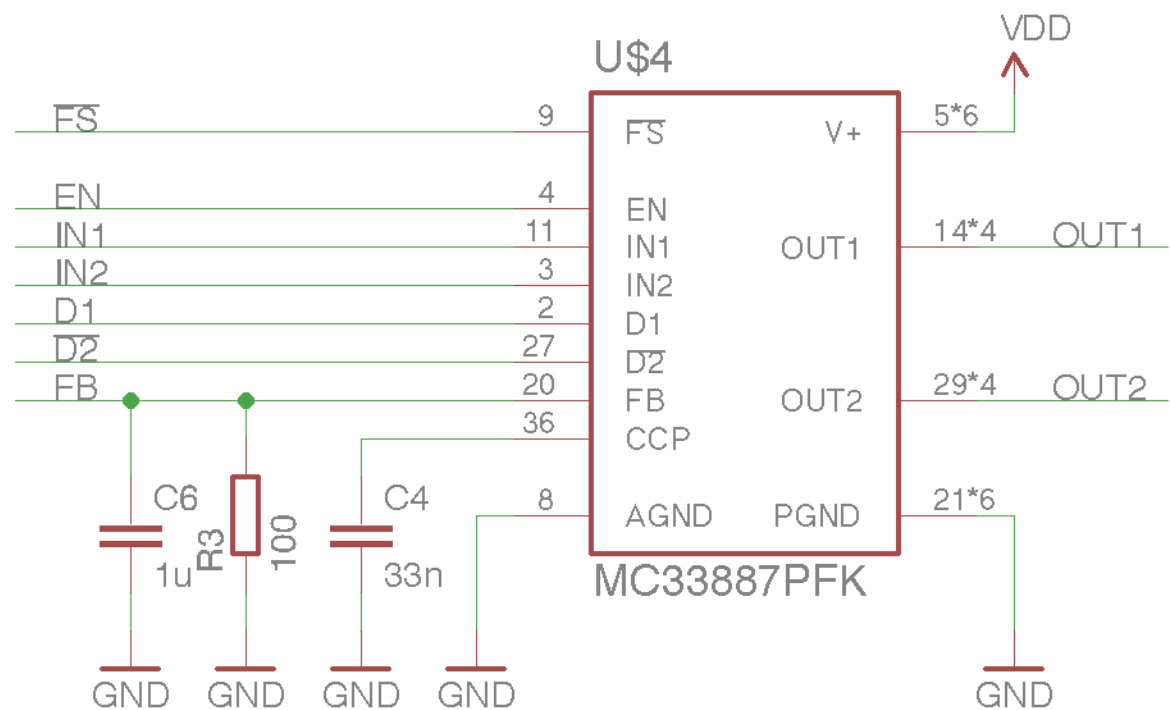 VDD
U$4
FS 9 FS V+ 5*6
EN 4 EN
IN1 11 IN1 OUT1 14*4 OUT1
IN2 3 IN2
D1 2 D1
D2 27 D2
FB 20 FB OUT2 29*4 OUT2
36 CCP
C6 C4 8 AGND PGND 21*6
R3 100
1u 33n MC33887PFK
GND GND GND GND GND